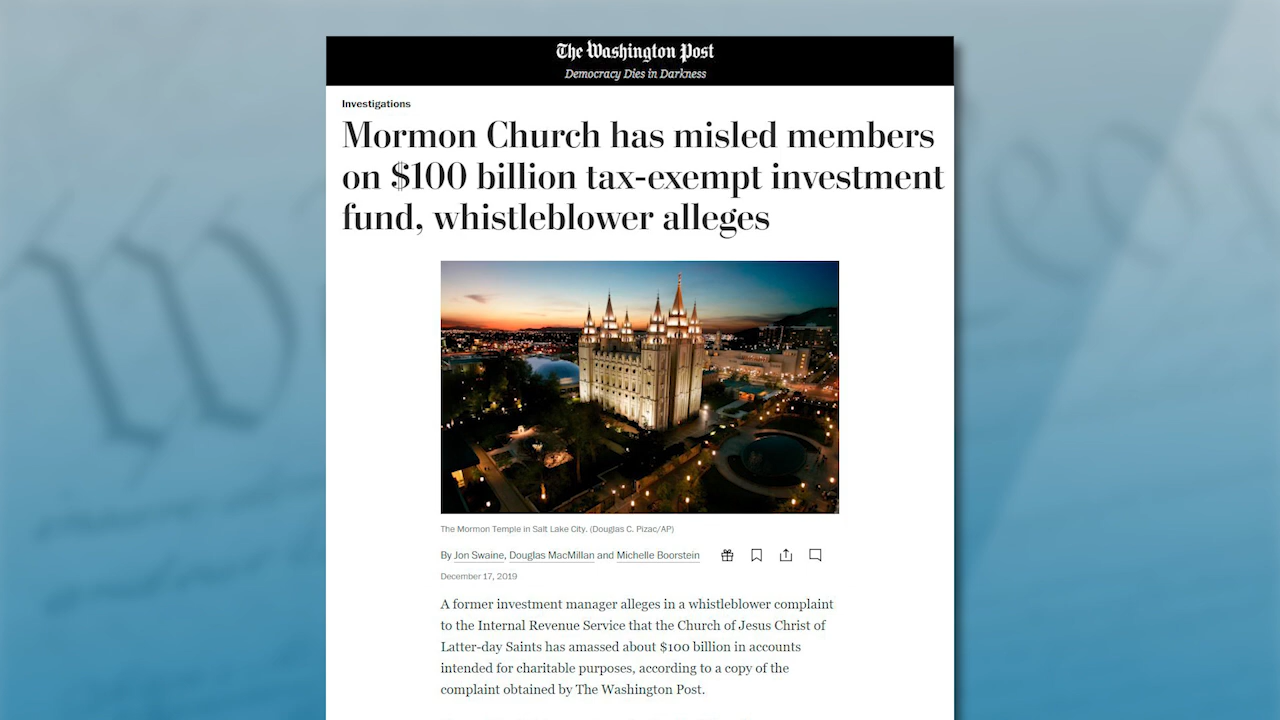 The Washington Post
Democracy Dies in Darkness
Investigations
Mormon Church has misled members
on $100 billion tax-exempt investment
fund, whistleblower alleges
The Mormon Temple in Salt Lake City. (Douglas C. Pizac/AP)
By Jon Swaine, Douglas MacMillan and Michelle Boorstein
December 17, 2019
A former investment manager alleges in a whistleblower complaint
to the Internal Revenue Service that the Church of Jesus Christ of
Latter-day Saints has amassed about $100 billion in accounts
intended for charitable purposes, according to a copy of the
complaint obtained by The Washington Post.